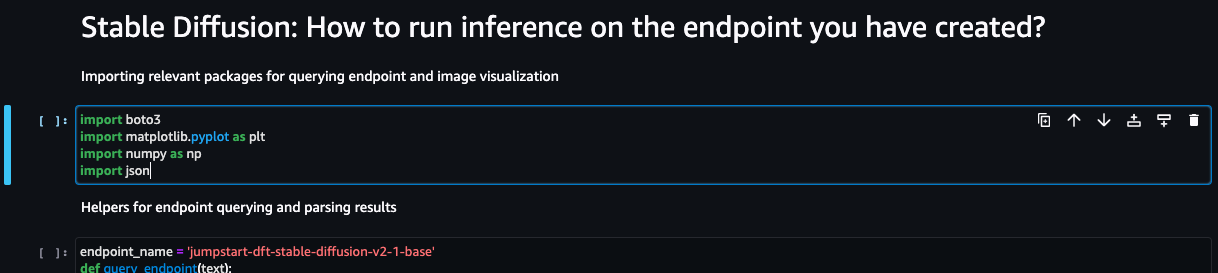 Stable Diffusion: How to run inference on the endpoint you have created?
Importing relevant packages for querying endpoint and image visualization
[ ]: import boto3
import matplotlib.pyplot as plt
import numpy as np
import json
Helpers for endpoint querying and parsing results
[ ]: endpoint_name = 'jumpstart-dft-stable-diffusion-v2-1-base'
def query_endpoint(text):